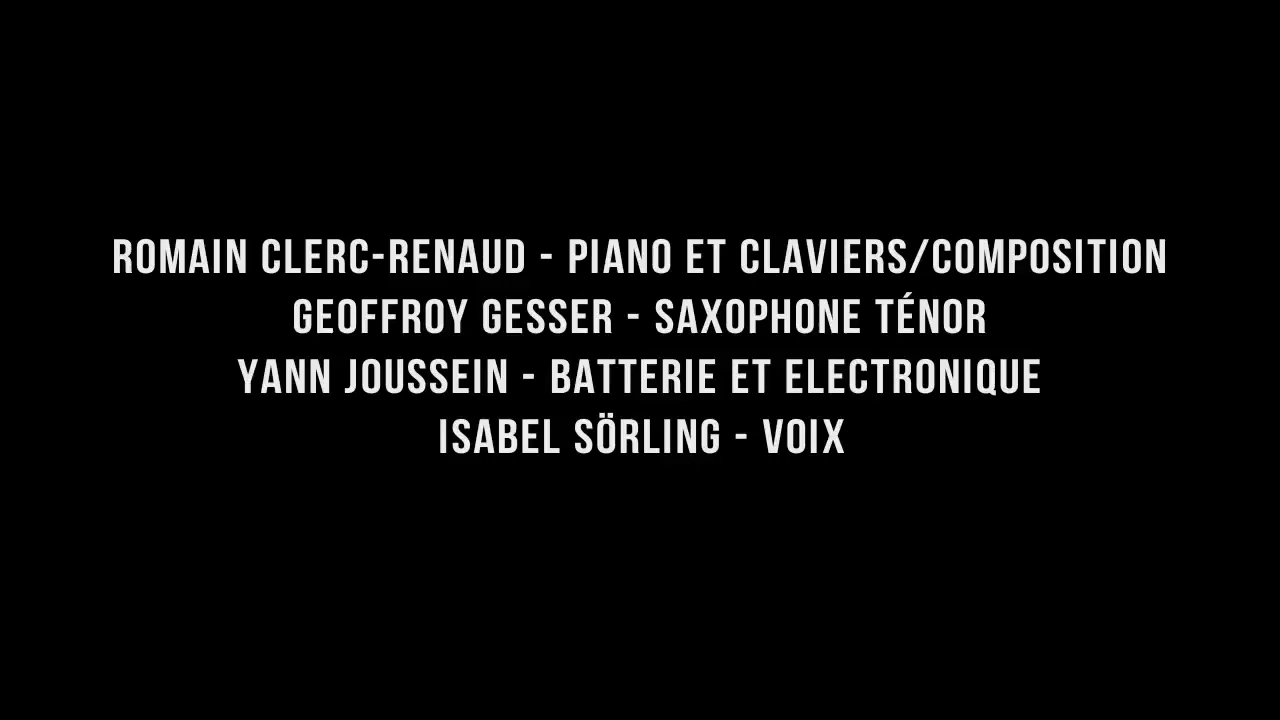 ROMAIN CLERC-RENAUD - PIANO ET CLAVIERS/COMPOSITION
GEOFFROY GESSER - SAXOPHONE TÉNOR
YANN JOUSSEIN - BATTERIE ET ELECTRONIQUE
ISABEL SÖRLING - VOIX